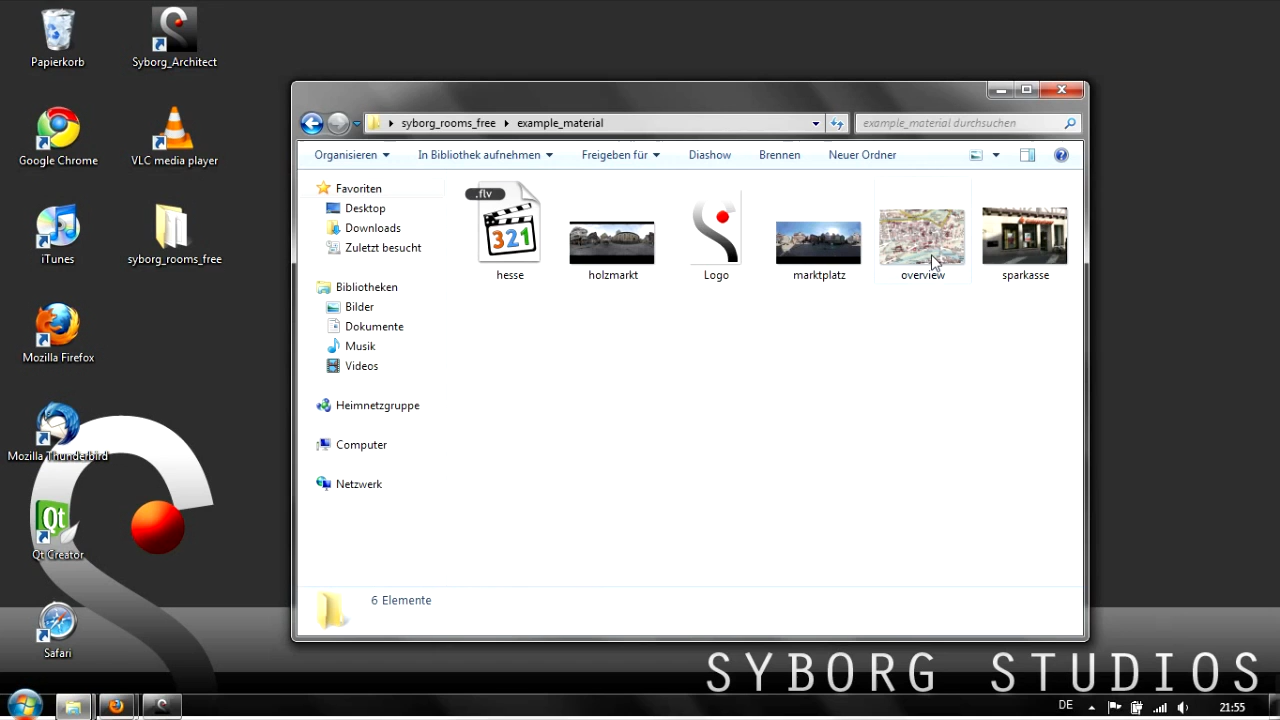 Papierkorb
Syborg_Architect
Google Chrome
VLC media player
iTunes
syborg_rooms_free
Mozilla Firefox
Mozilla Thunderbird
Qt
Qt Creator
Safari
syborg_rooms_free
example_material
example_material durchsuchen
Organisieren
In Bibliothek aufnehmen
Freigeben für
Diashow
Brennen
Neuer Ordner
Favoriten
Desktop
Downloads
Zuletzt besucht
Bibliotheken
Bilder
Dokumente
Musik
Videos
Heimnetzgruppe
Computer
Netzwerk
.flv
321
hesse
holzmarkt
Logo
marktplatz
overview
sparkasse
6 Elemente
SYBORG STUDIOS
DE
21:55